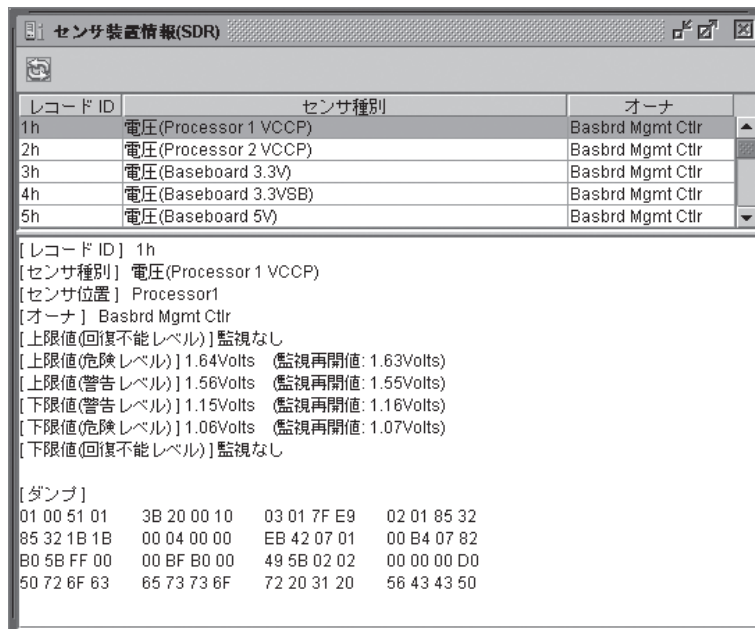 センサ装置情報(SDR)
レコード ID センサ種別 オーナ
1h 電圧(Processor 1 VCCP) Basbrd Mgmt Ctlr
2h 電圧(Processor 2 VCCP) Basbrd Mgmt Ctlr
3h 電圧(Baseboard 3.3V) Basbrd Mgmt Ctlr
4h 電圧(Baseboard 3.3VSB) Basbrd Mgmt Ctlr
5h 電圧(Baseboard 5V) Basbrd Mgmt Ctlr
[レコード ID] 1h
[センサ種別] 電圧(Processor 1 VCCP)
[センサ位置] Processor1
[オーナ] Basbrd Mgmt Ctlr
[上限値(回復不能レベル)]監視なし
[上限値(危険レベル)]1.64Volts (監視再開値: 1.63Volts)
[上限値(警告レベル)]1.56Volts (監視再開値: 1.55Volts)
[下限値(警告レベル)]1.15Volts (監視再開値: 1.16Volts)
[下限値(危険レベル)]1.06Volts (監視再開値: 1.07Volts)
[下限値(回復不能レベル)]監視なし
[ダンプ]
01 00 51 01 3B 20 00 10 03 01 7F E9 02 01 85 32
85 32 1B 1B 00 04 00 00 EB 42 07 01 00 B4 07 82
B0 5B FF 00 00 BF B0 00 49 5B 02 02 00 00 00 D0
50 72 6F 63 65 73 73 6F 72 20 31 20 56 43 43 50